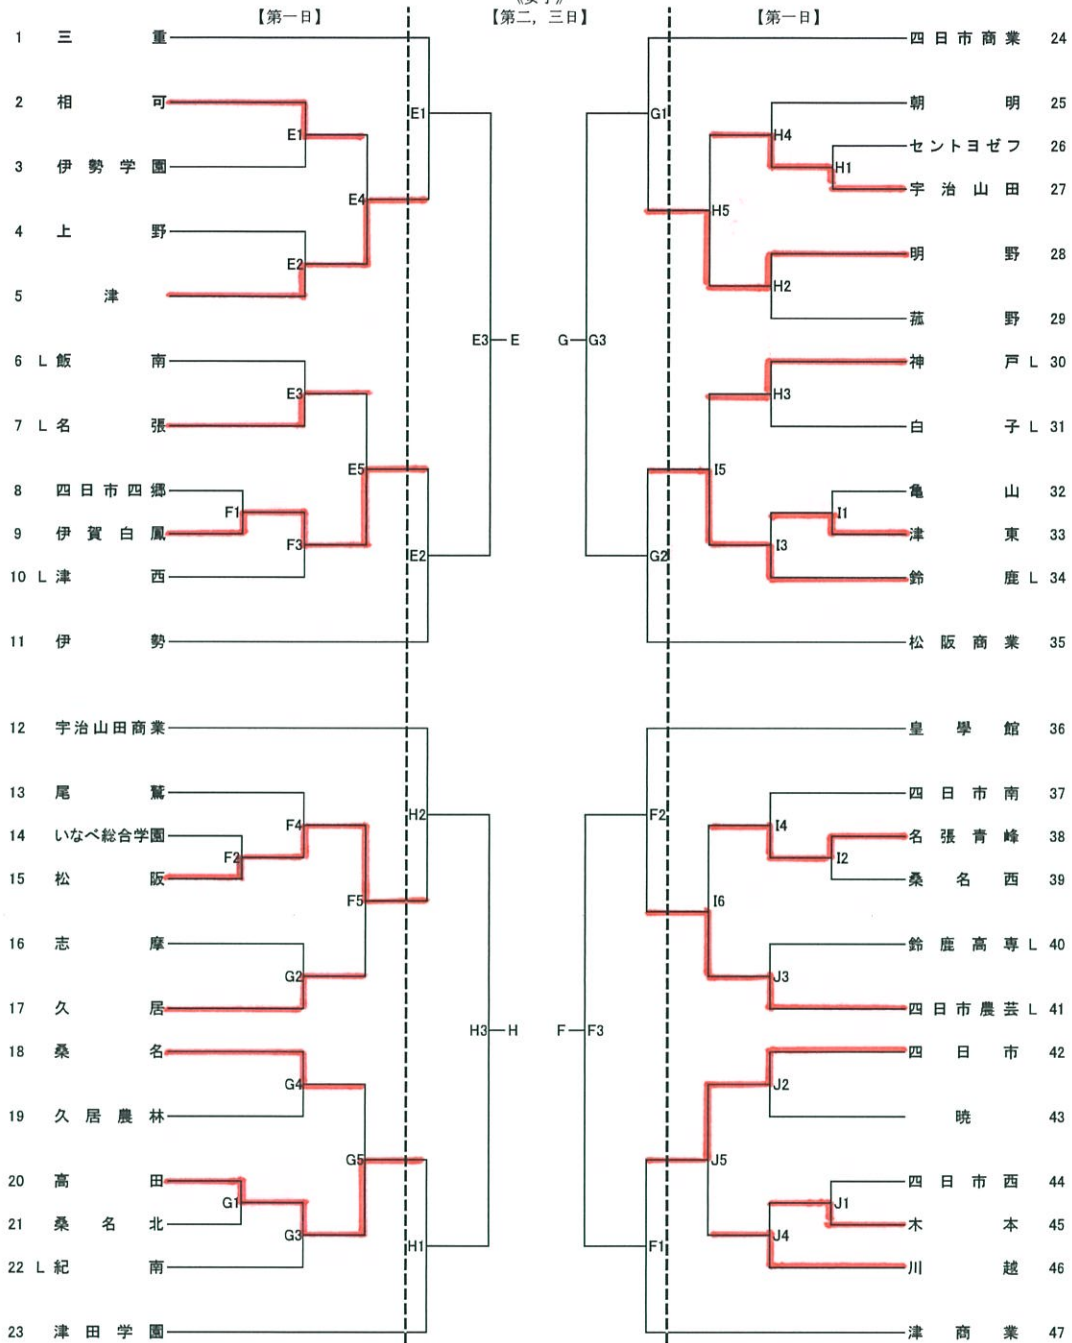 【第一日】 【第二，三日】 【第一日】
1 三重
2 相可
3 伊勢学園
4 上野
5 津
6 L 飯南
7 L 名張
8 四日市四郷
9 伊賀白鳳
10 L 津西
11 伊勢
12 宇治山田商業
13 尾鷲
14 いなべ総合学園
15 松阪
16 志摩
17 久居
18 桑名
19 久居農林
20 高田
21 桑名北
22 L 紀南
23 津田学園
E1
E2
E3
F1
F3
E4
E5
F4
F2
G2
F5
G4
G1
G3
G5
E1
E2
E3 E
H2
H1
H3 H
G1
G2
G G3
F2
F1
F F3
H4
H1
H5
H2
H3
I5
I1
I3
I4
I2
I6
J3
J2
J5
J1
J4
四日市商業 24
朝明 25
セントヨゼフ 26
宇治山田 27
明野 28
菰野 29
神戸 L 30
白子 L 31
亀山 32
津東 33
鈴鹿 L 34
松阪商業 35
皇學館 36
四日市南 37
名張青峰 38
桑名西 39
鈴鹿高専 L 40
四日市農芸 L 41
四日市 42
暁 43
四日市西 44
木本 45
川越 46
津商業 47